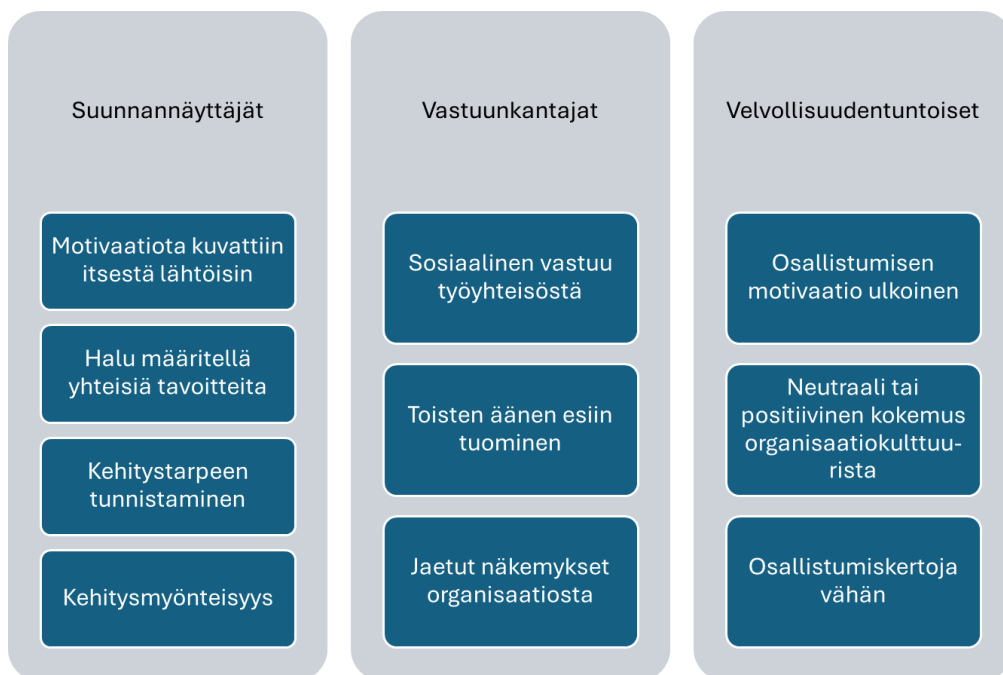 Suunnannäyttäjät
Motivaatiota kuvattiin
itsestä lähtöisin
Halu määritellä
yhteisiä tavoitteita
Kehitystarpeen
tunnistaminen
Kehitysmyönteisyys
Vastuunkantajat
Sosiaalinen vastuu
työyhteisöstä
Toisten äänen esiin
tuominen
Jaetut näkemykset
organisaatiosta
Velvollisuudentuntoiset
Osallistumisen
motivaatio ulkoinen
Neutraali tai
positiivinen kokemus
organisaatiokulttuu-
rista
Osallistumiskertoja
vähän